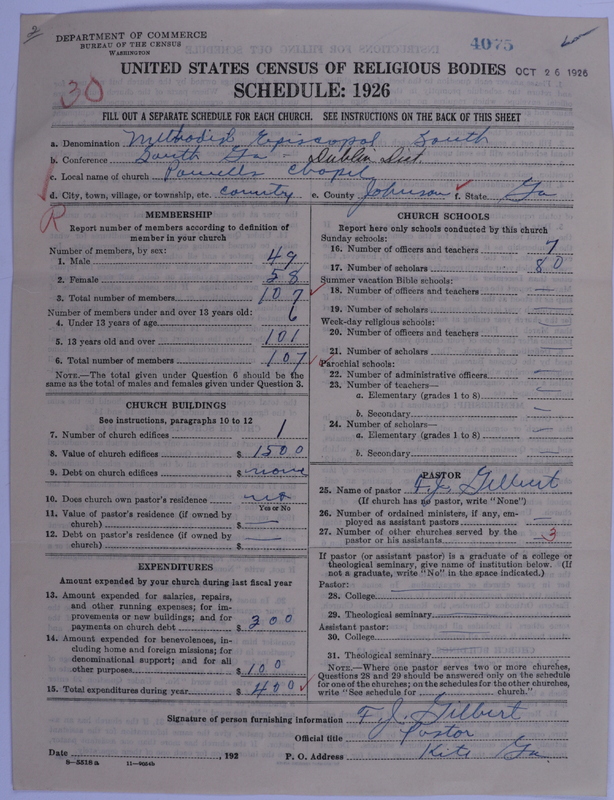 2
DEPARTMENT OF COMMERCE
BUREAU OF THE CENSUS
WASHINGTON
4075
UNITED STATES CENSUS OF RELIGIOUS BODIES
OCT 26 1926
30
SCHEDULE: 1926
FILL OUT A SEPARATE SCHEDULE FOR EACH CHURCH. SEE INSTRUCTIONS ON THE BACK OF THIS SHEET
a. Denomination Methodist Episcopal South
b. Conference South Ga - Dublin Dist.
c. Local name of church Powells Chapel
d. City, town, village, or township, etc. County e. County Johnson f. State Ga
R
MEMBERSHIP
Report number of members according to definition of member in your church
Number of members, by sex:
1. Male 49
2. Female 58
3. Total number of members 107
Number of members under and over 13 years old:
4. Under 13 years of age 6
5. 13 years old and over 101
6. Total number of members 107
NOTE.—The total given under Question 6 should be the same as the total of males and females given under Question 3.
CHURCH BUILDINGS
See instructions, paragraphs 10 to 12
7. Number of church edifices 1
8. Value of church edifices $ 1500
9. Debt on church edifices $ none
10. Does church own pastor's residence no
Yes or No
11. Value of pastor's residence (if owned by church) $ —
12. Debt on pastor's residence (if owned by church) $ —
EXPENDITURES
Amount expended by your church during last fiscal year
13. Amount expended for salaries, repairs, and other running expenses; for improvements or new buildings; and for payments on church debt $ 300
14. Amount expended for benevolences, including home and foreign missions; for denominational support; and for all other purposes $ 100
15. Total expenditures during year $ 400
CHURCH SCHOOLS
Report here only schools conducted by this church
Sunday schools:
16. Number of officers and teachers 7
17. Number of scholars 80
Summer vacation Bible schools:
18. Number of officers and teachers —
19. Number of scholars —
Week-day religious schools:
20. Number of officers and teachers —
21. Number of scholars —
Parochial schools:
22. Number of administrative officers —
23. Number of teachers—
a. Elementary (grades 1 to 8) —
b. Secondary —
24. Number of scholars—
a. Elementary (grades 1 to 8) —
b. Secondary —
PASTOR
25. Name of pastor F. J. Gilbert
(If church has no pastor, write "None")
26. Number of ordained ministers, if any, employed as assistant pastors —
27. Number of other churches served by the pastor or his assistants 3
If pastor (or assistant pastor) is a graduate of a college or theological seminary, give name of institution below. (If not a graduate, write "No" in the space indicated.)
Pastor:
28. College
29. Theological seminary
Assistant pastor:
30. College
31. Theological seminary
NOTE.—Where one pastor serves two or more churches, Questions 28 and 29 should be answered only on the schedule for one of the churches; on the schedules for the other churches, write "See schedule for church."
Signature of person furnishing information F. J. Gilbert
Official title Pastor
Date , 192 P. O. Address Kite Ga
8-5518a 11-9084b